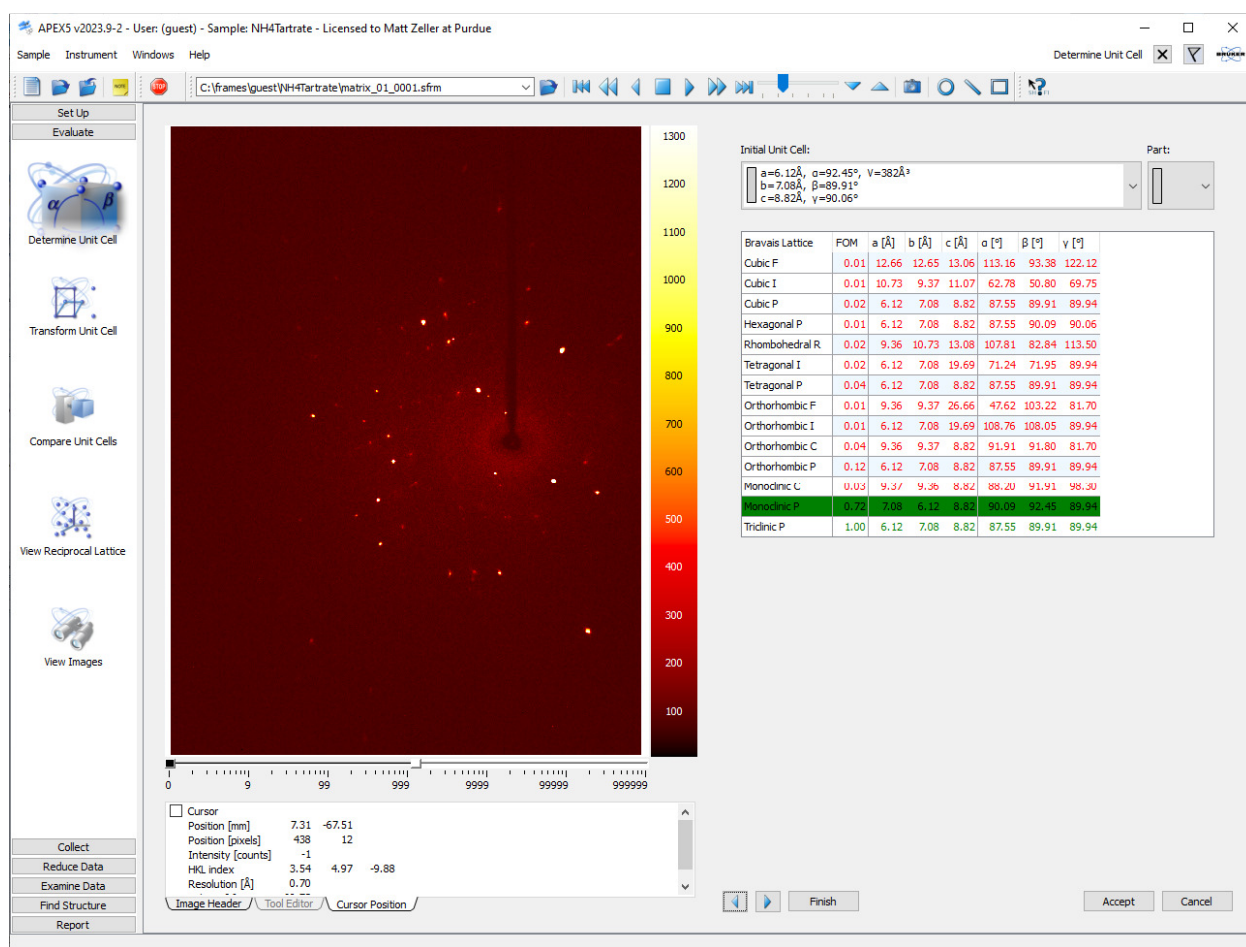 APEX5 v2023.9-2 - User: (guest) - Sample: NH4Tartrate - Licensed to Matt Zeller at Purdue
Sample Instrument Windows Help
Determine Unit Cell
BRUKER
NOTE
STOP
C:\frames\guest\NH4Tartrate\matrix_01_0001.sfrm
Set Up
Evaluate
α β
Determine Unit Cell
Transform Unit Cell
Compare Unit Cells
View Reciprocal Lattice
View Images
Collect
Reduce Data
Examine Data
Find Structure
Report
1300
1200
1100
1000
900
800
700
600
500
400
300
200
100
0 9 99 999 9999 99999 999999
Cursor
Position [mm] 7.31 -67.51
Position [pixels] 438 12
Intensity [counts] -1
HKL index 3.54 4.97 -9.88
Resolution [Å] 0.70
Image Header Tool Editor Cursor Position
Initial Unit Cell: Part:
a=6.12Å, α=92.45°, V=382Å³
b=7.08Å, β=89.91°
c=8.82Å, γ=90.06°
Bravais Lattice FOM a [Å] b [Å] c [Å] α [°] β [°] γ [°]
Cubic F 0.01 12.66 12.65 13.06 113.16 93.38 122.12
Cubic I 0.01 10.73 9.37 11.07 62.78 50.80 69.75
Cubic P 0.02 6.12 7.08 8.82 87.55 89.91 89.94
Hexagonal P 0.01 6.12 7.08 8.82 87.55 90.09 90.06
Rhombohedral R 0.02 9.36 10.73 13.08 107.81 82.84 113.50
Tetragonal I 0.02 6.12 7.08 19.69 71.24 71.95 89.94
Tetragonal P 0.04 6.12 7.08 8.82 87.55 89.91 89.94
Orthorhombic F 0.01 9.36 9.37 26.66 47.62 103.22 81.70
Orthorhombic I 0.01 6.12 7.08 19.69 108.76 108.05 89.94
Orthorhombic C 0.04 9.36 9.37 8.82 91.91 91.80 81.70
Orthorhombic P 0.12 6.12 7.08 8.82 87.55 89.91 89.94
Monoclinic C 0.03 9.37 9.36 8.82 88.20 91.91 98.30
Monoclinic P 0.72 7.08 6.12 8.82 90.09 92.45 89.94
Triclinic P 1.00 6.12 7.08 8.82 87.55 89.91 89.94
Finish
Accept
Cancel